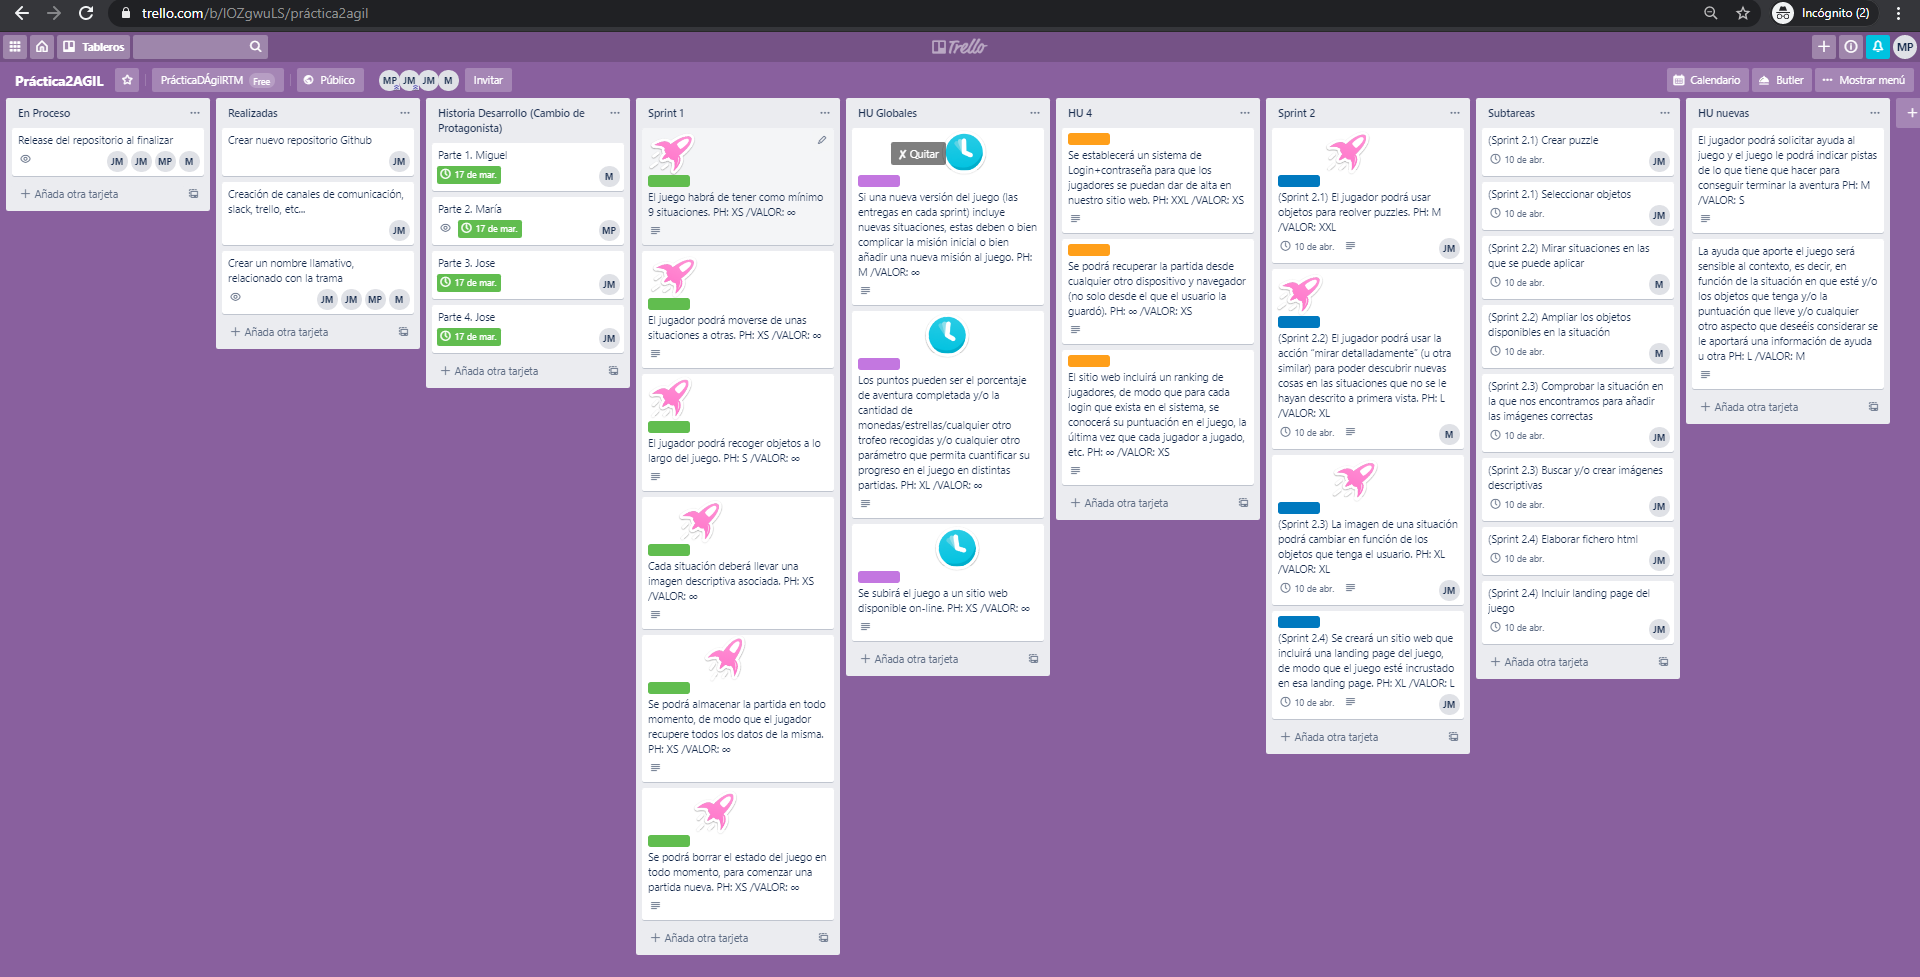 trello.com/b/IOZgwuLS/práctica2agil
Incógnito (2)
Tableros
Trello
MP
Práctica2AGIL
PrácticaDÁgilRTM Free
Público
MP JM JM M
Invitar
Calendario
Butler
Mostrar menú
En Proceso
Release del repositorio al finalizar
JM JM MP M
+ Añada otra tarjeta
Realizadas
Crear nuevo repositorio Github
JM
Creación de canales de comunicación,
slack, trello, etc...
JM
Crear un nombre llamativo,
relacionado con la trama
JM JM MP M
+ Añada otra tarjeta
Historia Desarrollo (Cambio de
Protagonista)
Parte 1. Miguel
17 de mar.
M
Parte 2. María
17 de mar.
MP
Parte 3. Jose
17 de mar.
JM
Parte 4. Jose
17 de mar.
JM
+ Añada otra tarjeta
Sprint 1
El juego habrá de tener como mínimo
9 situaciones. PH: XS /VALOR: ∞
El jugador podrá moverse de unas
situaciones a otras. PH: XS /VALOR: ∞
El jugador podrá recoger objetos a lo
largo del juego. PH: S /VALOR: ∞
Cada situación deberá llevar una
imagen descriptiva asociada. PH: XS
/VALOR: ∞
Se podrá almacenar la partida en todo
momento, de modo que el jugador
recupere todos los datos de la misma.
PH: XS /VALOR: ∞
Se podrá borrar el estado del juego en
todo momento, para comenzar una
partida nueva. PH: XS /VALOR: ∞
+ Añada otra tarjeta
HU Globales
✘ Quitar
Si una nueva versión del juego (las
entregas en cada sprint) incluye
nuevas situaciones, estas deben o bien
complicar la misión inicial o bien
añadir una nueva misión al juego. PH:
M /VALOR: ∞
Los puntos pueden ser el porcentaje
de aventura completada y/o la
cantidad de
monedas/estrellas/cualquier otro
trofeo recogidas y/o cualquier otro
parámetro que permita cuantificar su
progreso en el juego en distintas
partidas. PH: XL /VALOR: ∞
Se subirá el juego a un sitio web
disponible on-line. PH: XS /VALOR: ∞
+ Añada otra tarjeta
HU 4
Se establecerá un sistema de
Login+contraseña para que los
jugadores se puedan dar de alta en
nuestro sitio web. PH: XXL /VALOR: XS
Se podrá recuperar la partida desde
cualquier otro dispositivo y navegador
(no solo desde el que el usuario la
guardó). PH: ∞ /VALOR: XS
El sitio web incluirá un ranking de
jugadores, de modo que para cada
login que exista en el sistema, se
conocerá su puntuación en el juego, la
última vez que cada jugador a jugado,
etc. PH: ∞ /VALOR: XS
+ Añada otra tarjeta
Sprint 2
(Sprint 2.1) El jugador podrá usar
objetos para reolver puzzles. PH: M
/VALOR: XXL
10 de abr.
JM
(Sprint 2.2) El jugador podrá usar la
acción "mirar detalladamente" (u otra
similar) para poder descubrir nuevas
cosas en las situaciones que no se le
hayan descrito a primera vista. PH: L
/VALOR: XL
10 de abr.
M
(Sprint 2.3) La imagen de una situación
podrá cambiar en función de los
objetos que tenga el usuario. PH: XL
/VALOR: XL
10 de abr.
JM
(Sprint 2.4) Se creará un sitio web que
incluirá una landing page del juego,
de modo que el juego esté incrustado
en esa landing page. PH: XL /VALOR: L
10 de abr.
JM
+ Añada otra tarjeta
Subtareas
(Sprint 2.1) Crear puzzle
10 de abr.
JM
(Sprint 2.1) Seleccionar objetos
10 de abr.
JM
(Sprint 2.2) Mirar situaciones en las
que se puede aplicar
10 de abr.
M
(Sprint 2.2) Ampliar los objetos
disponibles en la situación
10 de abr.
M
(Sprint 2.3) Comprobar la situación en
la que nos encontramos para añadir
las imágenes correctas
10 de abr.
JM
(Sprint 2.3) Buscar y/o crear imágenes
descriptivas
10 de abr.
JM
(Sprint 2.4) Elaborar fichero html
10 de abr.
JM
(Sprint 2.4) Incluir landing page del
juego
10 de abr.
JM
+ Añada otra tarjeta
HU nuevas
El jugador podrá solicitar ayuda al
juego y el juego le podrá indicar pistas
de lo que tiene que hacer para
conseguir terminar la aventura PH: M
/VALOR: S
La ayuda que aporte el juego será
sensible al contexto, es decir, en
función de la situación en que esté y/o
los objetos que tenga y/o la
puntuación que lleve y/o cualquier
otro aspecto que deseéis considerar se
le aportará una información de ayuda
u otra PH: L /VALOR: M
+ Añada otra tarjeta